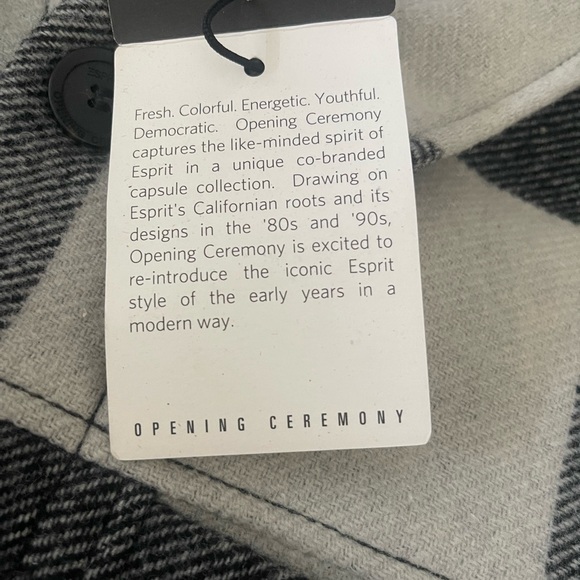 Fresh. Colorful. Energetic. Youthful.
Democratic. Opening Ceremony
captures the like-minded spirit of
Esprit in a unique co-branded
capsule collection. Drawing on
Esprit's Californian roots and its
designs in the '80s and '90s,
Opening Ceremony is excited to
re-introduce the iconic Esprit
style of the early years in a
modern way.
OPENING CEREMONY